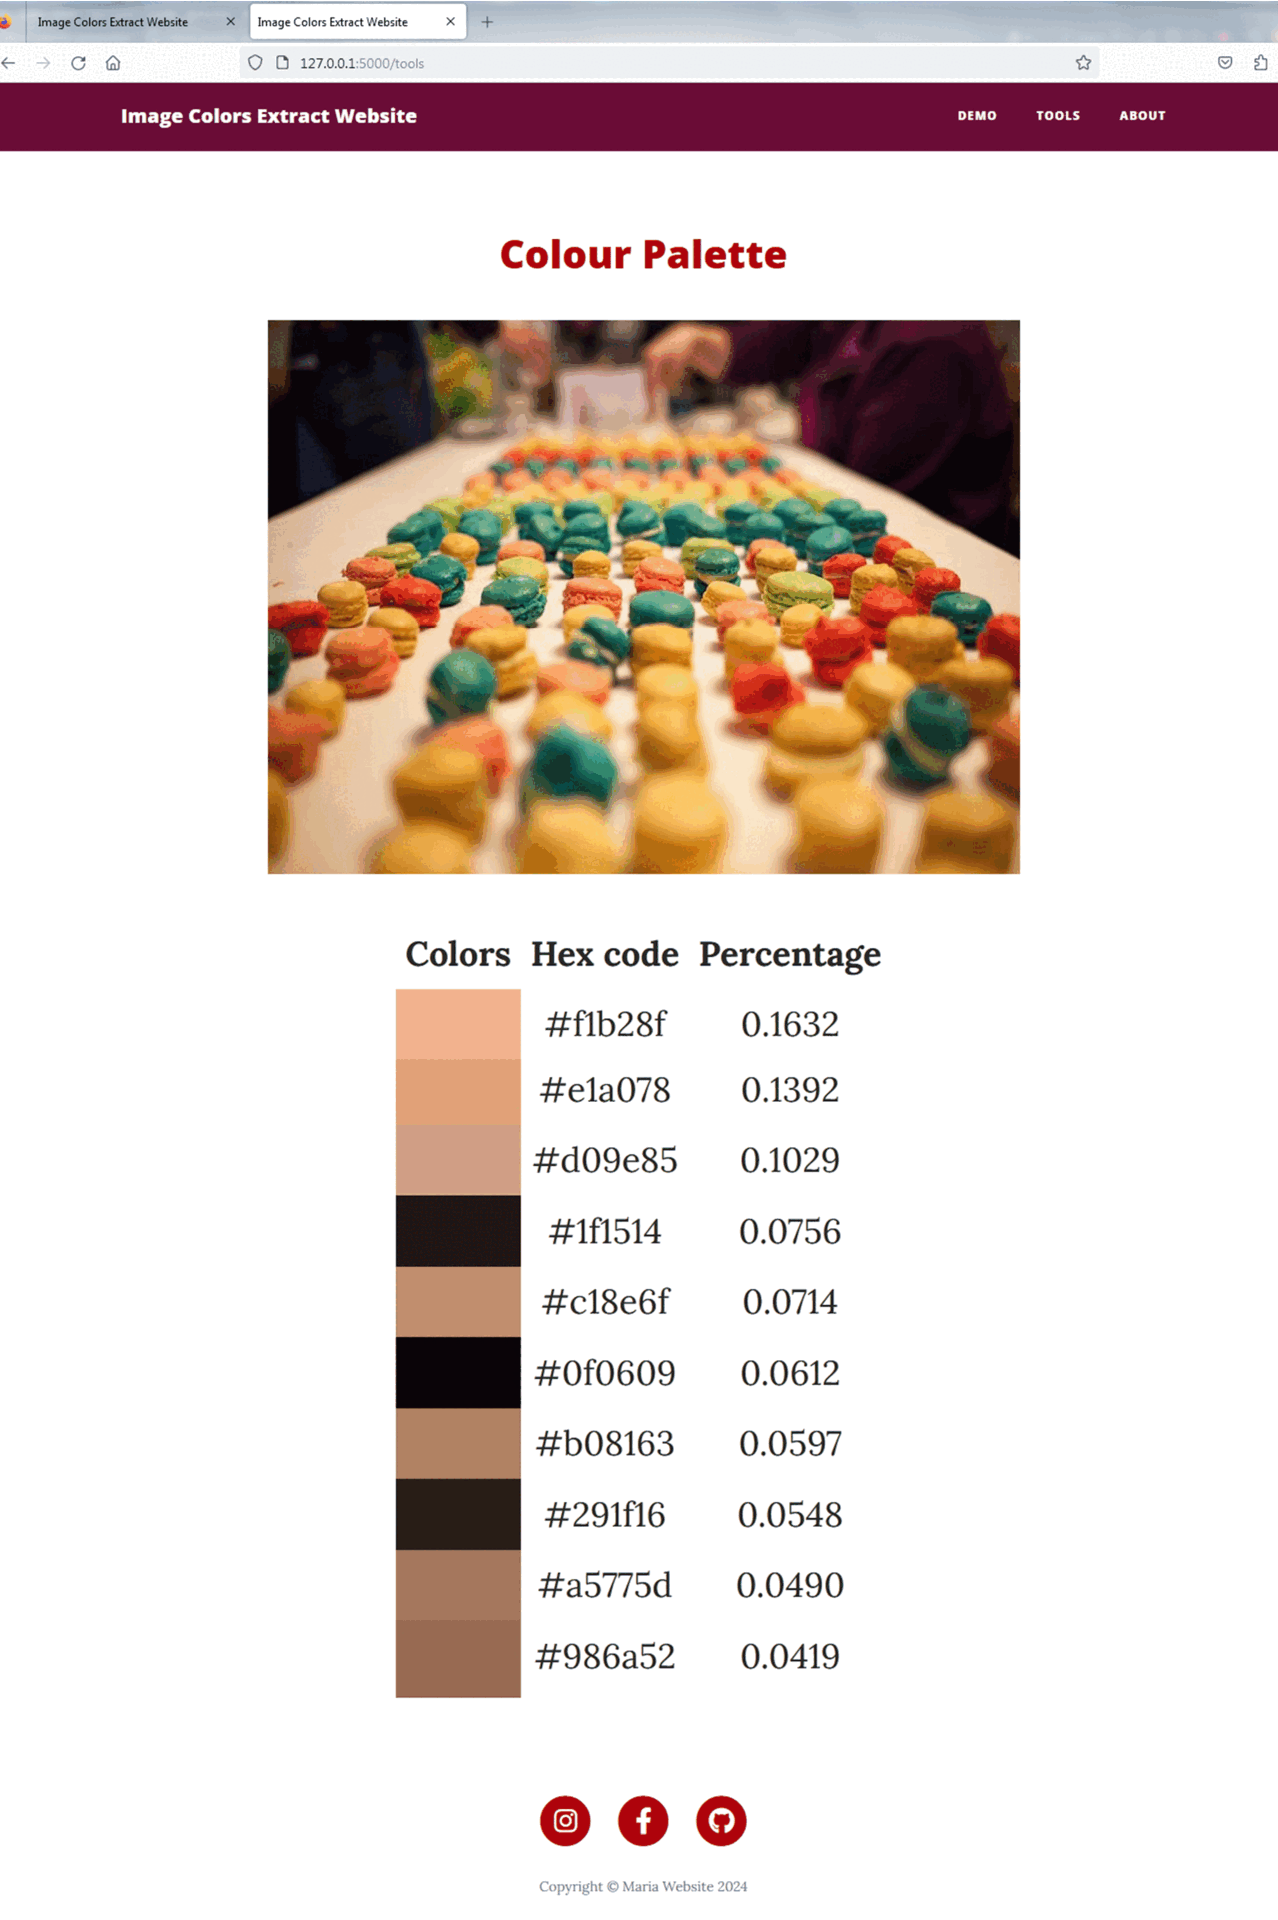 Image Colors Extract Website
Image Colors Extract Website
127.0.0.1:5000/tools
Image Colors Extract Website DEMO TOOLS ABOUT
Colour Palette
Colors Hex code Percentage
#f1b28f 0.1632
#e1a078 0.1392
#d09e85 0.1029
#1f1514 0.0756
#c18e6f 0.0714
#0f0609 0.0612
#b08163 0.0597
#291f16 0.0548
#a5775d 0.0490
#986a52 0.0419
Copyright © Maria Website 2024